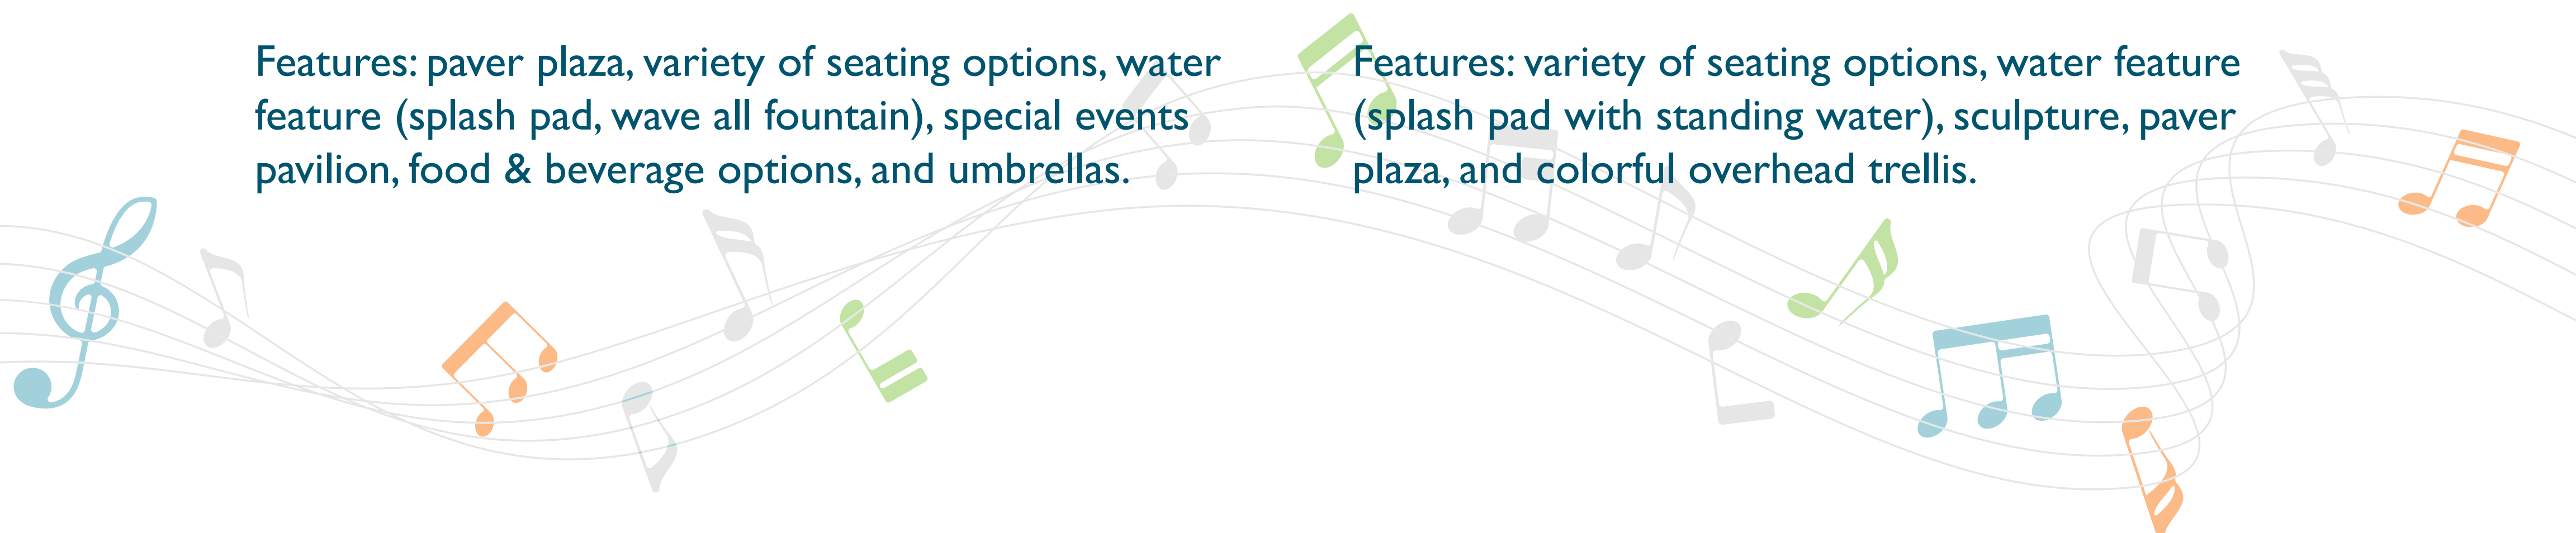 Features: paver plaza, variety of seating options, water
feature (splash pad, wave all fountain), special events
pavilion, food & beverage options, and umbrellas.
Features: variety of seating options, water feature
(splash pad with standing water), sculpture, paver
plaza, and colorful overhead trellis.